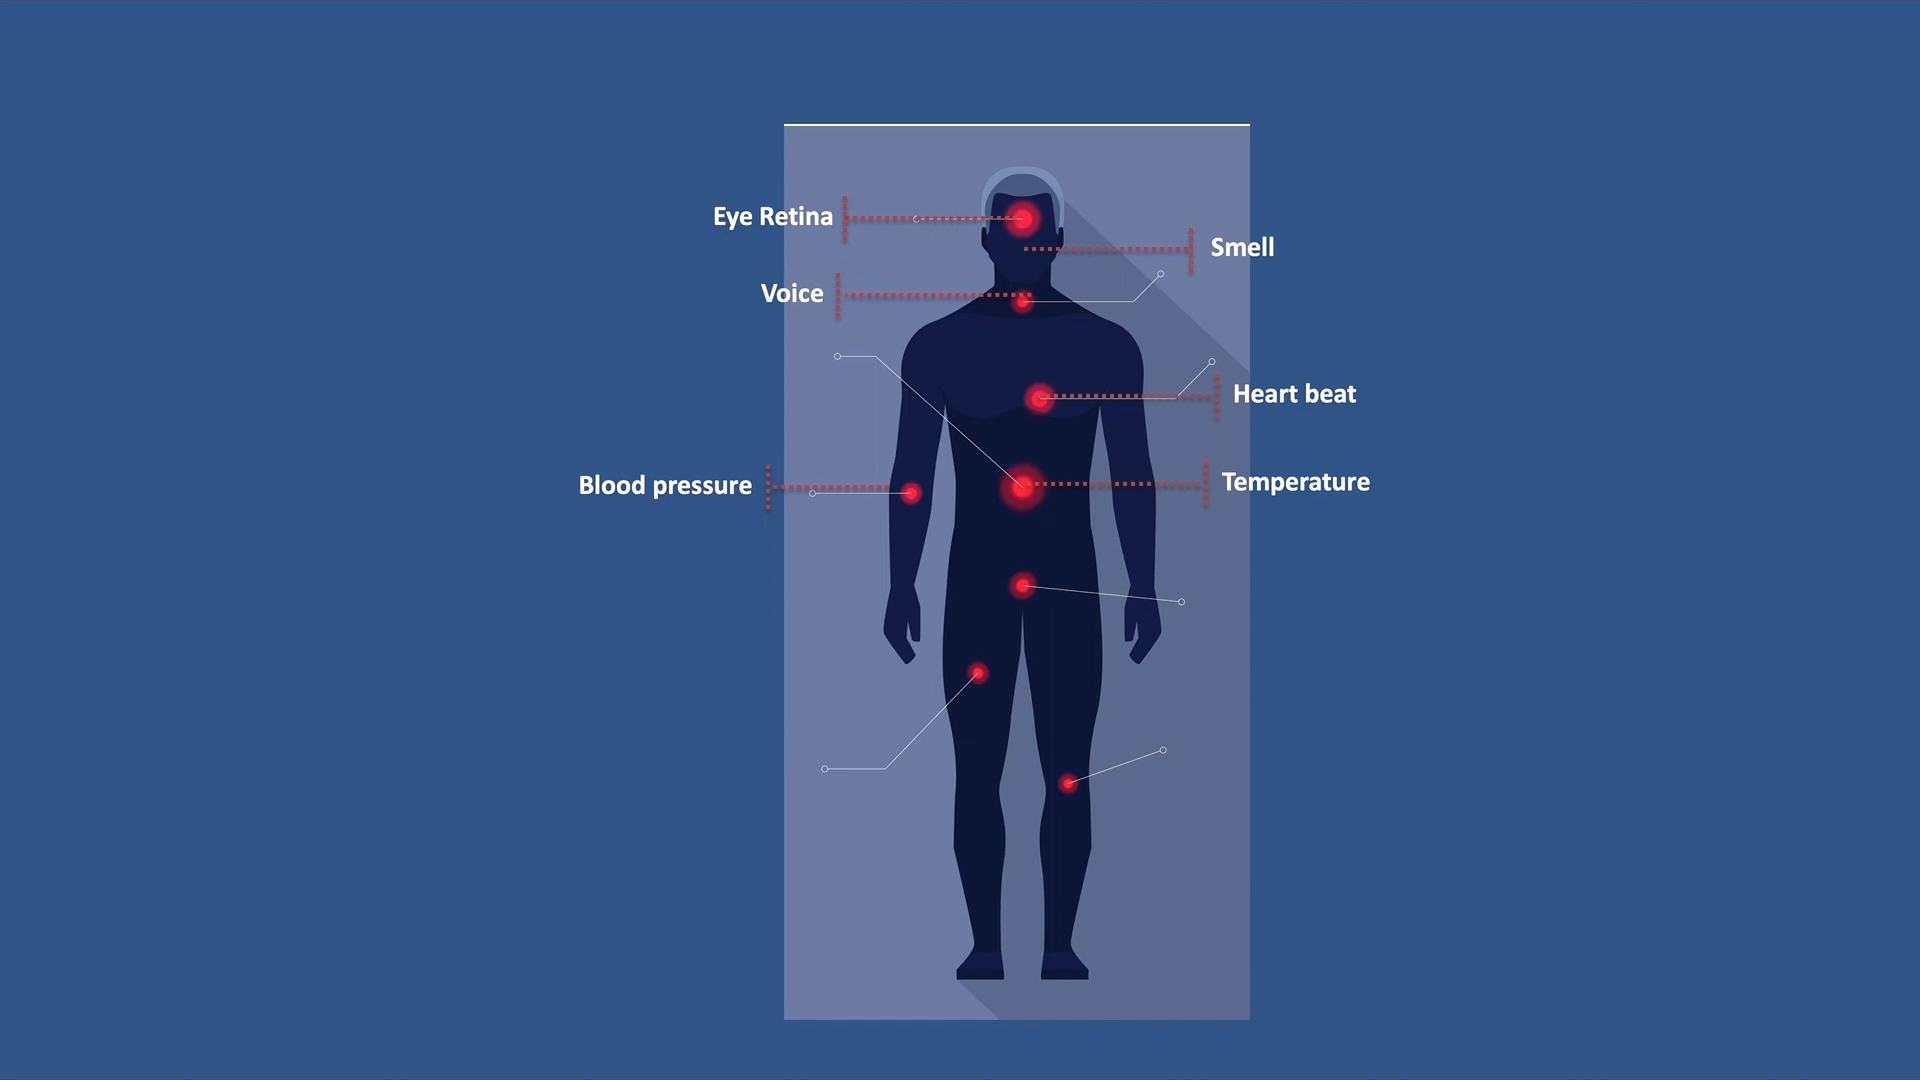 Eye Retina
Smell
Voice
Heart beat
Blood pressure
Temperature